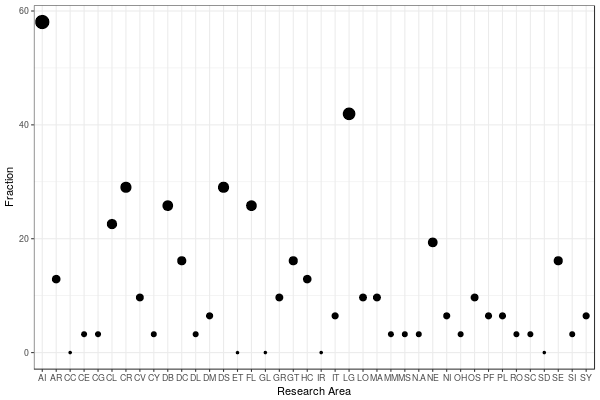 60
40
20
0
Fraction
AI AR CC CE CG CL CR CV CY DB DC DL DM DS ET FL GL GR GT HC IR IT LG LO MA MM MS N.A NE NI OH OS PF PL RO SC SD SE SI SY
Research Area